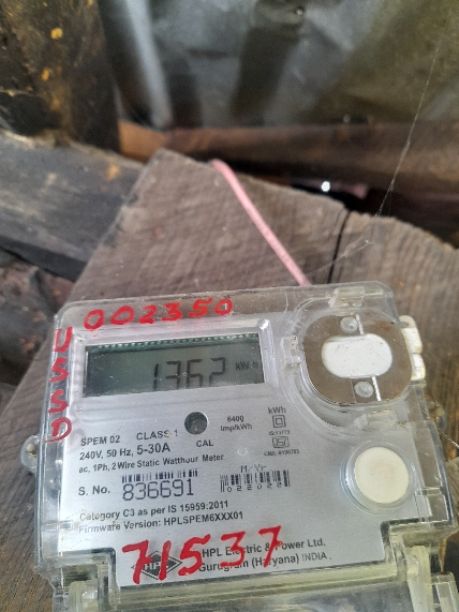 002350
1362 kWh
SPEM 02 CLASS 1
240V, 50 Hz, 5-30A CAL
6400
Imp/kWh
kWh
ac, 1Ph, 2 Wire Static Watthour Meter
S. No. 836691
Category C3 as per IS 15959:2011
Firmware Version: HPLSPEM6XXX01
71537
HPL
HPL Electric & Power Ltd.
Gurugram (Haryana) INDIA.